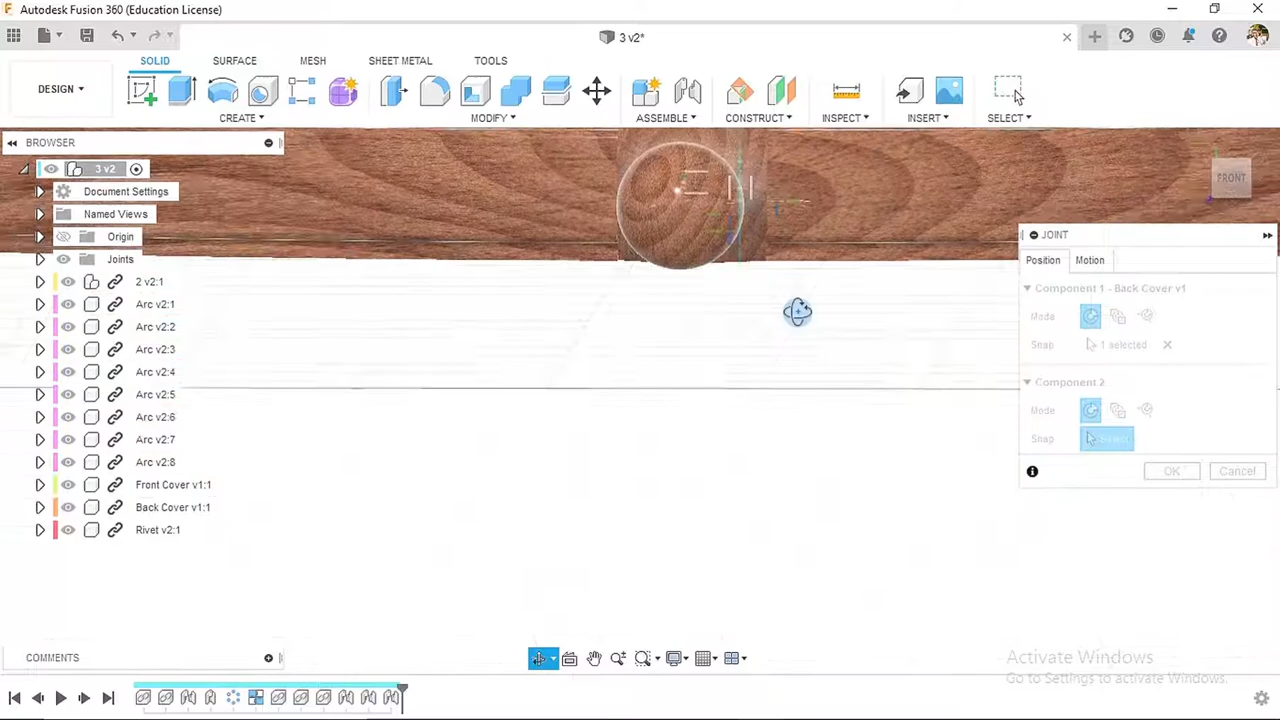 Autodesk Fusion 360 (Education License)
3 v2*
DESIGN
SOLID SURFACE MESH SHEET METAL TOOLS
CREATE MODIFY ASSEMBLE CONSTRUCT INSPECT INSERT SELECT
BROWSER
3 v2
Document Settings
Named Views
Origin
Joints
2 v2:1
Arc v2:1
Arc v2:2
Arc v2:3
Arc v2:4
Arc v2:5
Arc v2:6
Arc v2:7
Arc v2:8
Front Cover v1:1
Back Cover v1:1
Rivet v2:1
FRONT
JOINT
Position Motion
Component 1 - Back Cover v1
Mode
Snap 1 selected
Component 2
Mode
Snap Select
OK Cancel
COMMENTS
Activate Windows
Go to Settings to activate Windows.